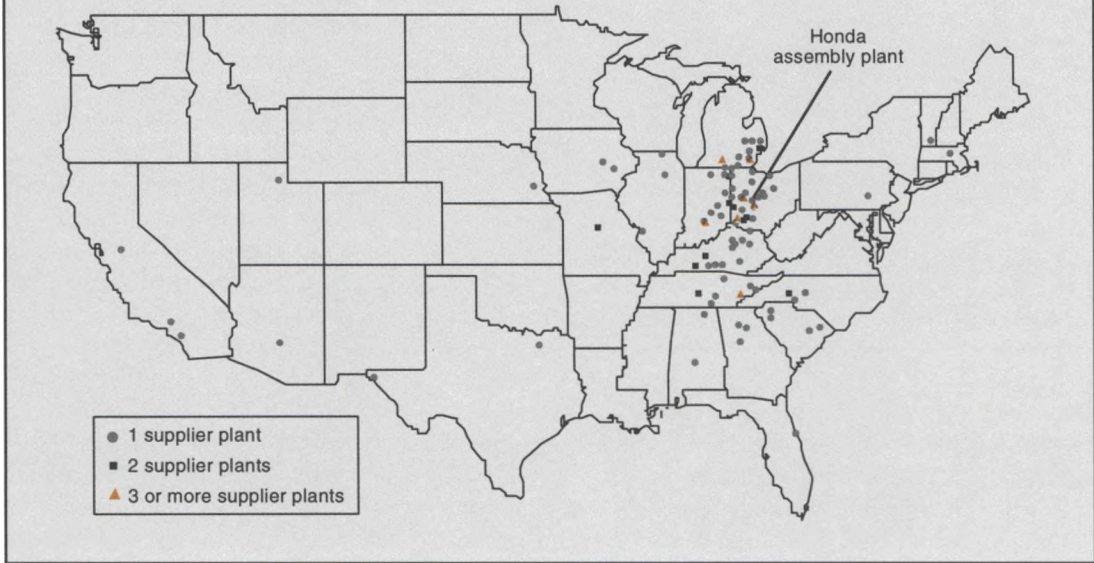 Honda
assembly plant
1 supplier plant
2 supplier plants
3 or more supplier plants